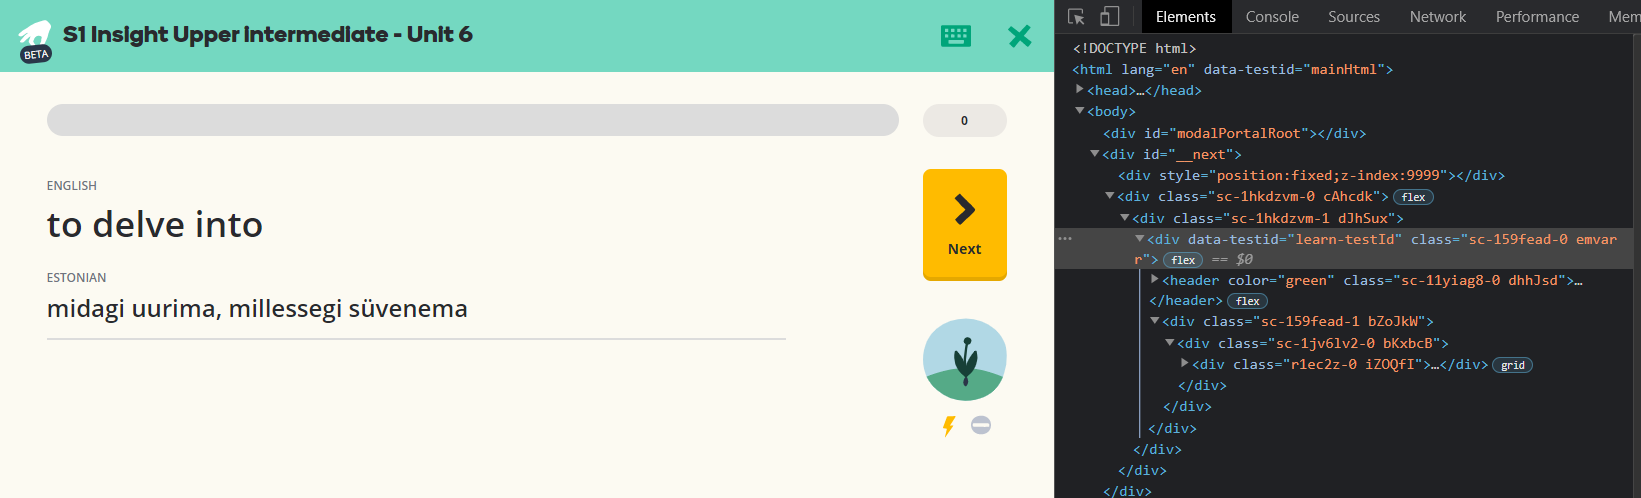 S1 Insight Upper intermediate - Unit 6
BETA
0
ENGLISH
to delve into
Next
ESTONIAN
midagi uurima, millessegi süvenema
Elements Console Sources Network Performance Mem
<!DOCTYPE html>
<html lang="en" data-testid="mainHtml">
<head>…</head>
<body>
<div id="modalPortalRoot"></div>
<div id="__next">
<div style="position:fixed;z-index:9999"></div>
<div class="sc-1hkdzvm-0 cAhcdk"> flex
<div class="sc-1hkdzvm-1 dJhSux">
… <div data-testid="learn-testId" class="sc-159fead-0 emvar
r"> flex == $0
<header color="green" class="sc-11yiag8-0 dhhJsd">…
</header> flex
<div class="sc-159fead-1 bZoJkW">
<div class="sc-1jv6lv2-0 bKxbcB">
<div class="r1ec2z-0 iZOQfI">…</div> grid
</div>
</div>
</div>
</div>
</div>
</div>